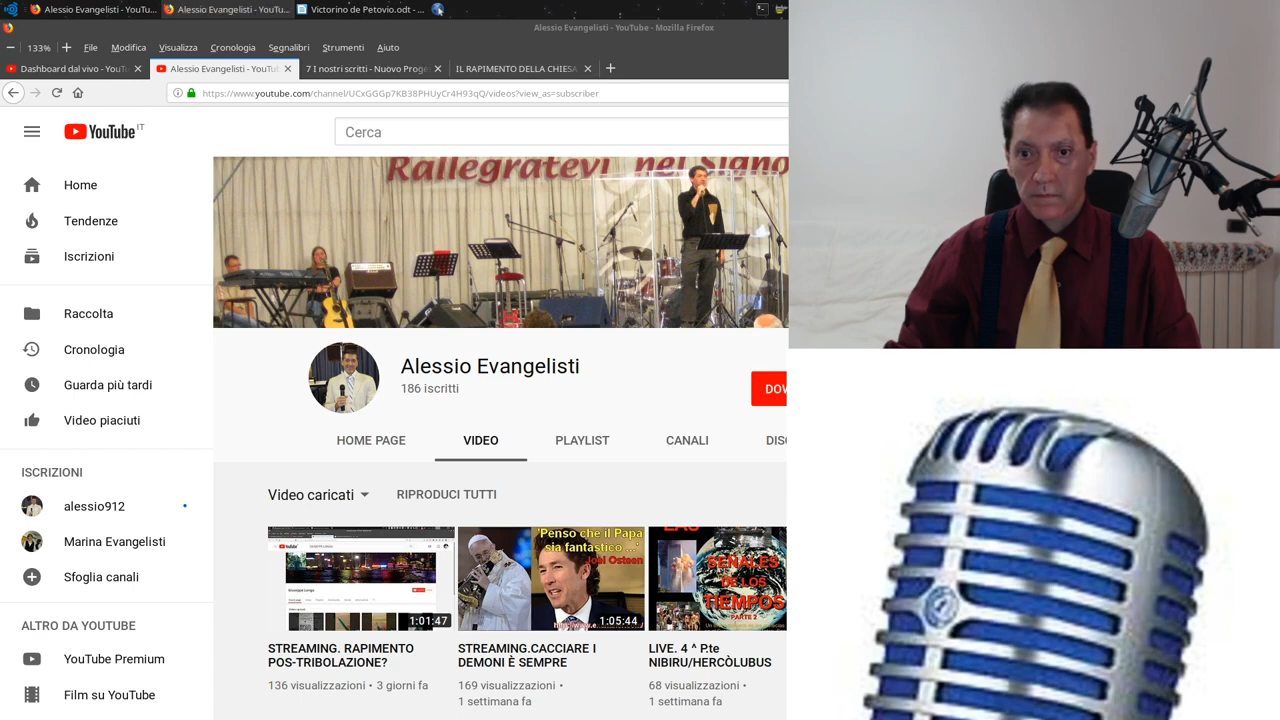 Alessio Evangelisti - YouTu...
Alessio Evangelisti - YouTu...
Victorino de Petovio.odt - ...
Alessio Evangelisti - YouTube - Mozilla Firefox
133%
File Modifica Visualizza Cronologia Segnalibri Strumenti Aiuto
Dashboard dal vivo - YouTu
Alessio Evangelisti - YouTu
7 I nostri scritti - Nuovo Proge
IL RAPIMENTO DELLA CHIESA
https://www.youtube.com/channel/UCxGGGp7KB38PHUyCr4H93qQ/videos?view_as=subscriber
YouTube IT
Cerca
Home
Tendenze
Iscrizioni
Raccolta
Cronologia
Guarda più tardi
Video piaciuti
ISCRIZIONI
alessio912
Marina Evangelisti
Sfoglia canali
ALTRO DA YOUTUBE
YouTube Premium
Film su YouTube
Rallegratevi nel Signo
Alessio Evangelisti
186 iscritti
DOW
HOME PAGE VIDEO PLAYLIST CANALI DISC
Video caricati RIPRODUCI TUTTI
1:01:47
STREAMING. RAPIMENTO
POS-TRIBOLAZIONE?
136 visualizzazioni • 3 giorni fa
'Penso che il Papa
sia fantastico ...'
Joel Osteen
1:05:44
STREAMING.CACCIARE I
DEMONI È SEMPRE
169 visualizzazioni •
1 settimana fa
LAS
SEÑALES
DE LOS
TIEMPOS
PARTE 2
LIVE. 4 ^ P.te
NIBIRU/HERCÒLUBUS
68 visualizzazioni •
1 settimana fa